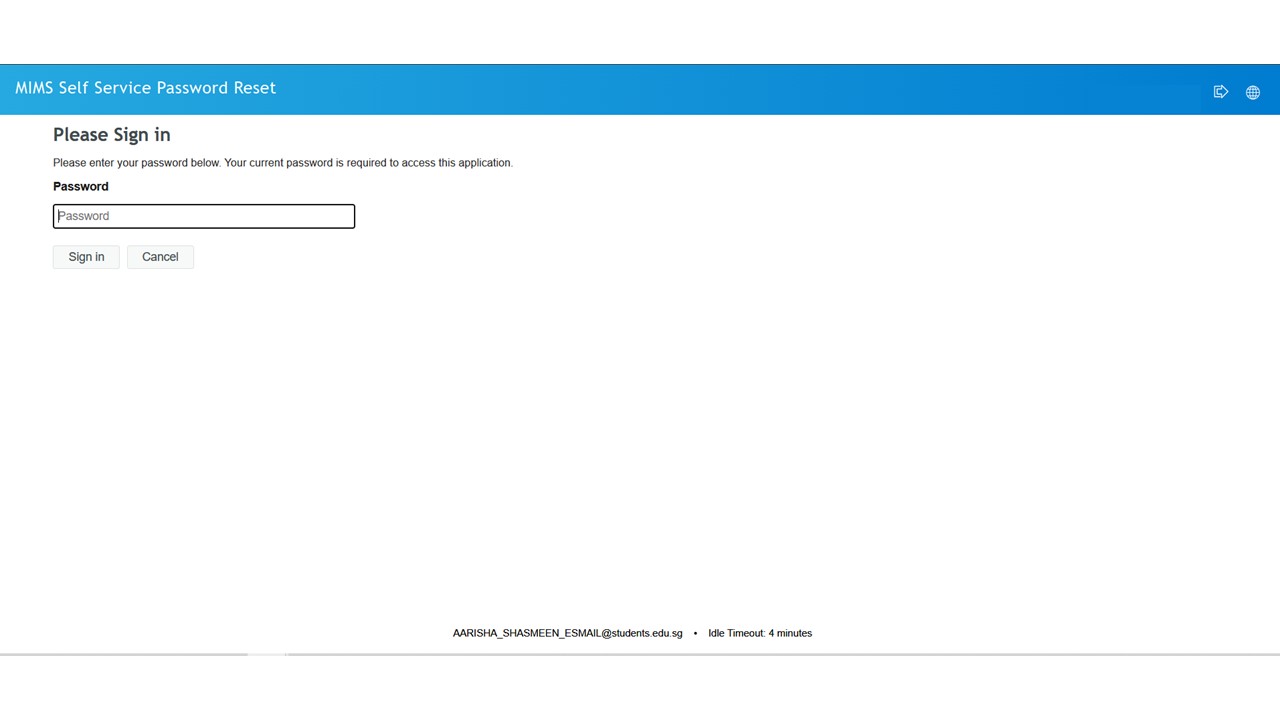 MIMS Self Service Password Reset
Please Sign in
Please enter your password below. Your current password is required to access this application.
Password
Password
Sign in Cancel
AARISHA_SHASMEEN_ESMAIL@students.edu.sg • Idle Timeout: 4 minutes